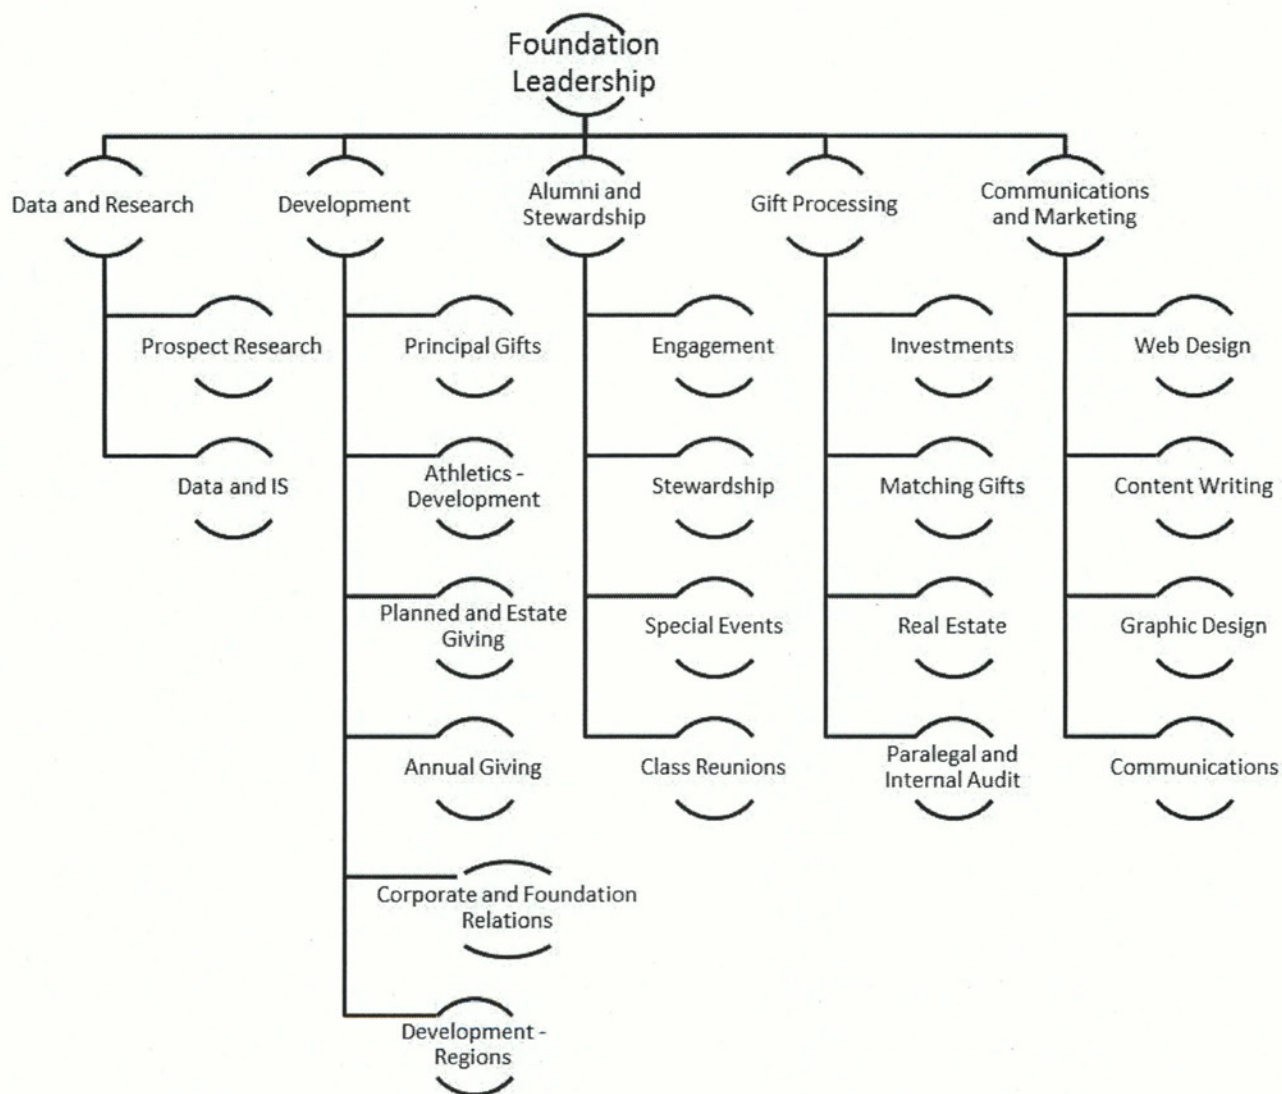 Foundation
Leadership
Data and Research
Development
Alumni and
Stewardship
Gift Processing
Communications
and Marketing
Prospect Research
Principal Gifts
Engagement
Investments
Web Design
Data and IS
Athletics -
Development
Stewardship
Matching Gifts
Content Writing
Planned and Estate
Giving
Special Events
Real Estate
Graphic Design
Annual Giving
Class Reunions
Paralegal and
Internal Audit
Communications
Corporate and Foundation
Relations
Development -
Regions